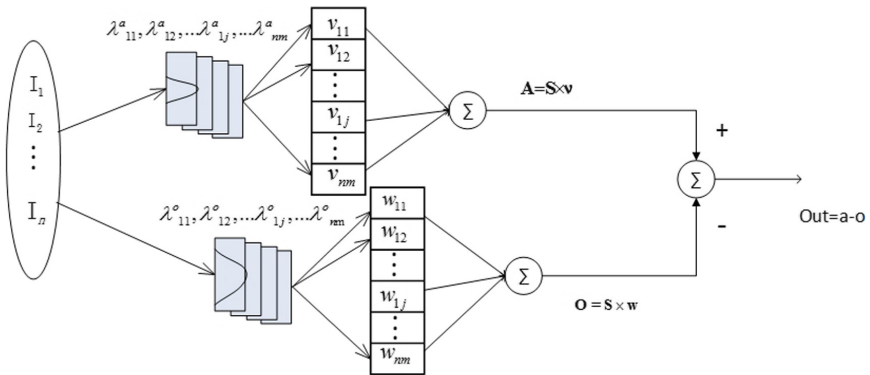 λᵃ₁₁, λᵃ₁₂, ...λᵃ₁ⱼ, ...λᵃₙₘ
I₁
I₂
⋮
Iₙ
v₁₁
v₁₂
⋮
v₁ⱼ
⋮
vₙₘ
Σ
A=S×v
+
Σ
-
Out=a-o
λᵒ₁₁, λᵒ₁₂, ...λᵒ₁ⱼ, ...λᵒₙₘ
w₁₁
w₁₂
⋮
w₁ⱼ
⋮
wₙₘ
Σ
O = S × w